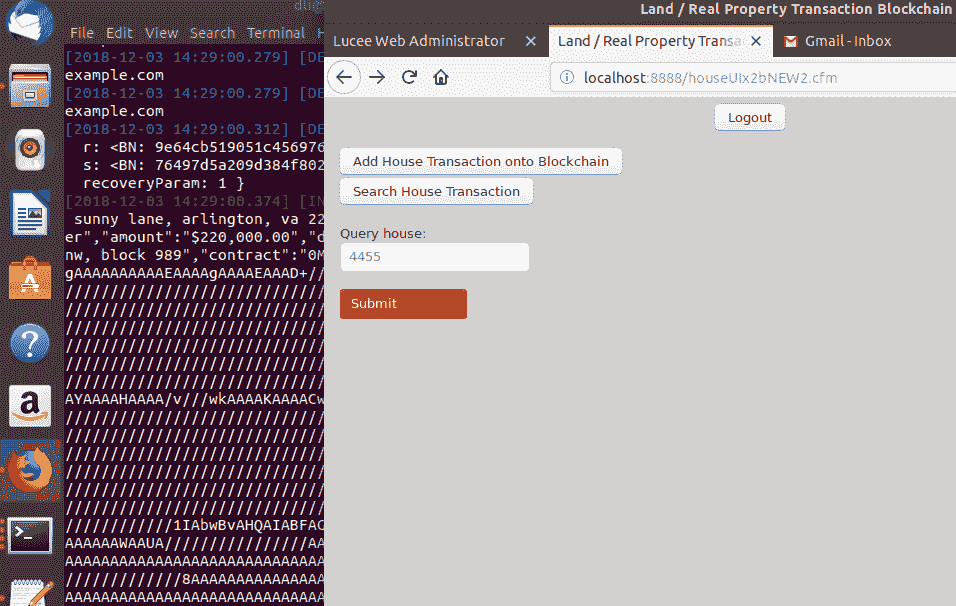 File Edit View Search Terminal
[2018-12-03 14:29:00.279] [DE
example.com
[2018-12-03 14:29:00.279] [DE
example.com
[2018-12-03 14:29:00.312] [DE
r: <BN: 9e64cb519051c456976
s: <BN: 76497d5a209d384f802
recoveryParam: 1 }
[2018-12-03 14:29:00.374] [IN
sunny lane, arlington, va 22
er","amount":"$220,000.00","d
nw, block 989","contract":"0M
gAAAAAAAAAAEAAAAgAAAAEAAAD+//
/////////////////////////////
/////////////////////////////
/////////////////////////////
/////////////////////////////
/////////////////////////////
/////////////////////////////
AYAAAAHAAAA/v///wkAAAAKAAAACw
/////////////////////////////
/////////////////////////////
/////////////////////////////
/////////////////////////////
/////////////////////////////
/////////////////////////////
////////////1IAbwBvAHQAIABFAC
AAAAAAWAAUA////////////////AA
AAAAAAAAAAAAAAAAAAAAAAAAAAAAA
/////////////8AAAAAAAAAAAAAAA
AAAAAAAAAAAAAAAAAAAAAAAAAAAAA
Land / Real Property Transaction Blockchain
Lucee Web Administrator
Land / Real Property Transa
Gmail - Inbox
localhost:8888/houseUIx2bNEW2.cfm
Logout
Add House Transaction onto Blockchain
Search House Transaction
Query house:
4455
Submit